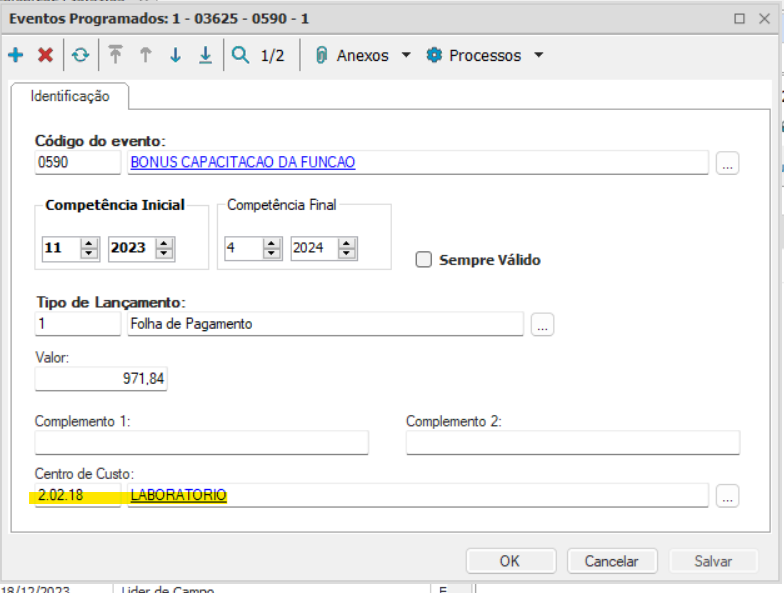 Eventos Programados: 1 - 03625 - 0590 - 1
1/2 Anexos Processos
Identificação
Código do evento:
0590 BONUS CAPACITACAO DA FUNCAO ...
Competência Inicial Competência Final
11 2023 4 2024
Sempre Válido
Tipo de Lançamento:
1 Folha de Pagamento ...
Valor:
971,84
Complemento 1: Complemento 2:
Centro de Custo:
2.02.18 LABORATORIO ...
OK Cancelar Salvar
18/12/2023 Lider de Campo